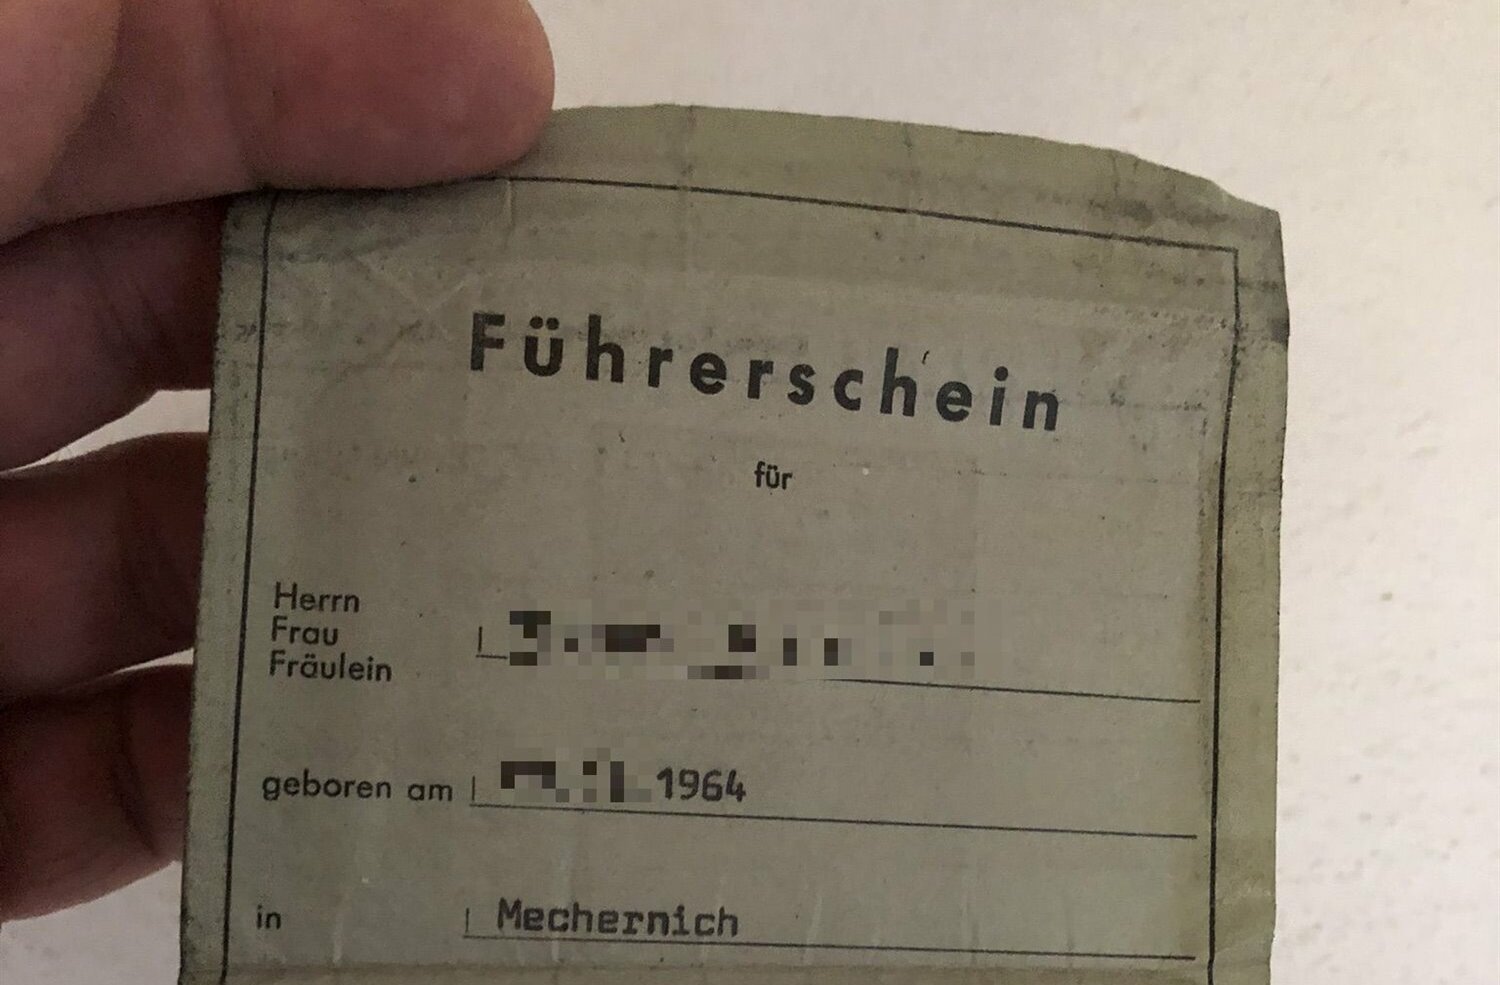 Führerschein
für
Herrn
Frau
Fräulein
geboren am 1964
in Mechernich